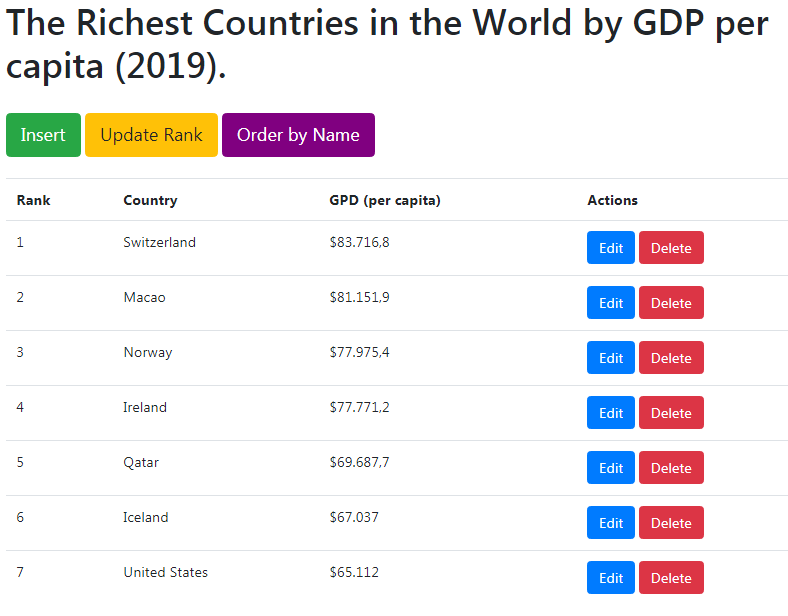 The Richest Countries in the World by GDP per
capita (2019).
Insert Update Rank Order by Name
Rank Country GPD (per capita) Actions
1 Switzerland $83.716,8 Edit Delete
2 Macao $81.151,9 Edit Delete
3 Norway $77.975,4 Edit Delete
4 Ireland $77.771,2 Edit Delete
5 Qatar $69.687,7 Edit Delete
6 Iceland $67.037 Edit Delete
7 United States $65.112 Edit Delete